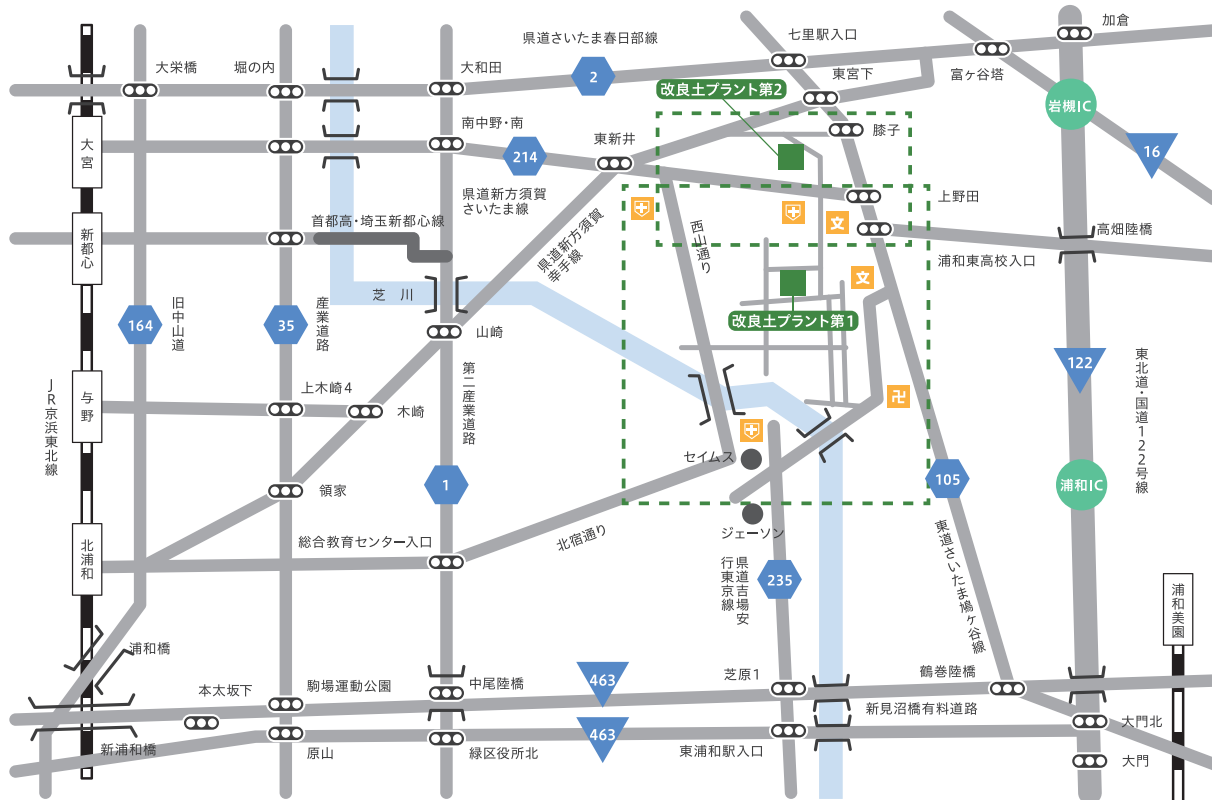 加倉
県道さいたま春日部線
七里駅入口
大栄橋
堀の内
大和田
2
東宮下
富ヶ谷塔
改良土プラント第2
岩槻IC
南中野・南
東新井
膝子
大宮
214
16
県道新方須賀
さいたま線
上野田
首都高・埼玉新都心線
県道新方須賀
幸手線
西山通り
文
高畑陸橋
新都心
浦和東高校入口
文
芝 川
改良土プラント第1
164
旧中山道
35
産業道路
山崎
122
東北道・国道122号線
第二産業道路
JR京浜東北線
与野
上木崎4
木崎
卍
セイムス
領家
1
105
浦和IC
ジェーソン
北浦和
総合教育センター入口
北宿通り
県道吉場安
行東京線
235
東道さいたま鳩ヶ谷線
浦和美園
浦和橋
本太坂下
駒場運動公園
中尾陸橋
463
芝原1
鶴巻陸橋
新見沼橋有料道路
新浦和橋
原山
緑区役所北
463
東浦和駅入口
大門北
大門